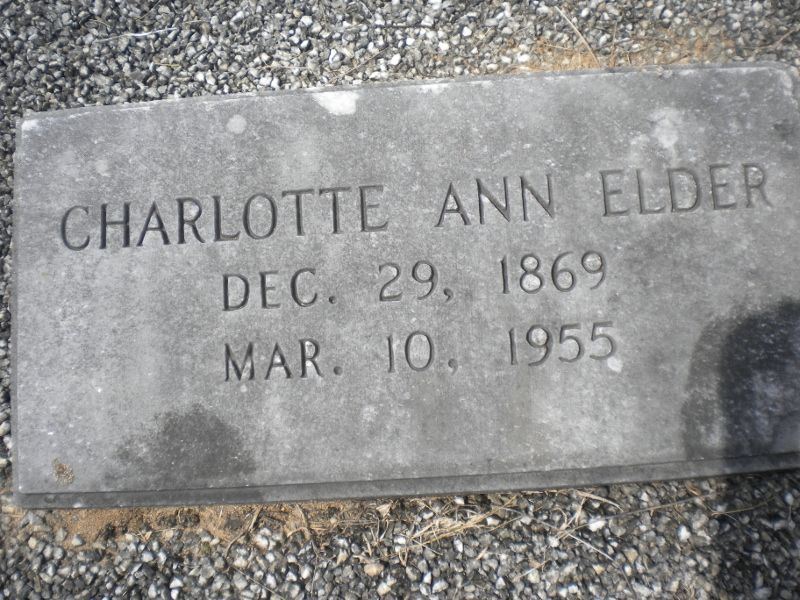 CHARLOTTE ANN ELDER
DEC. 29, 1869
MAR. 10, 1955